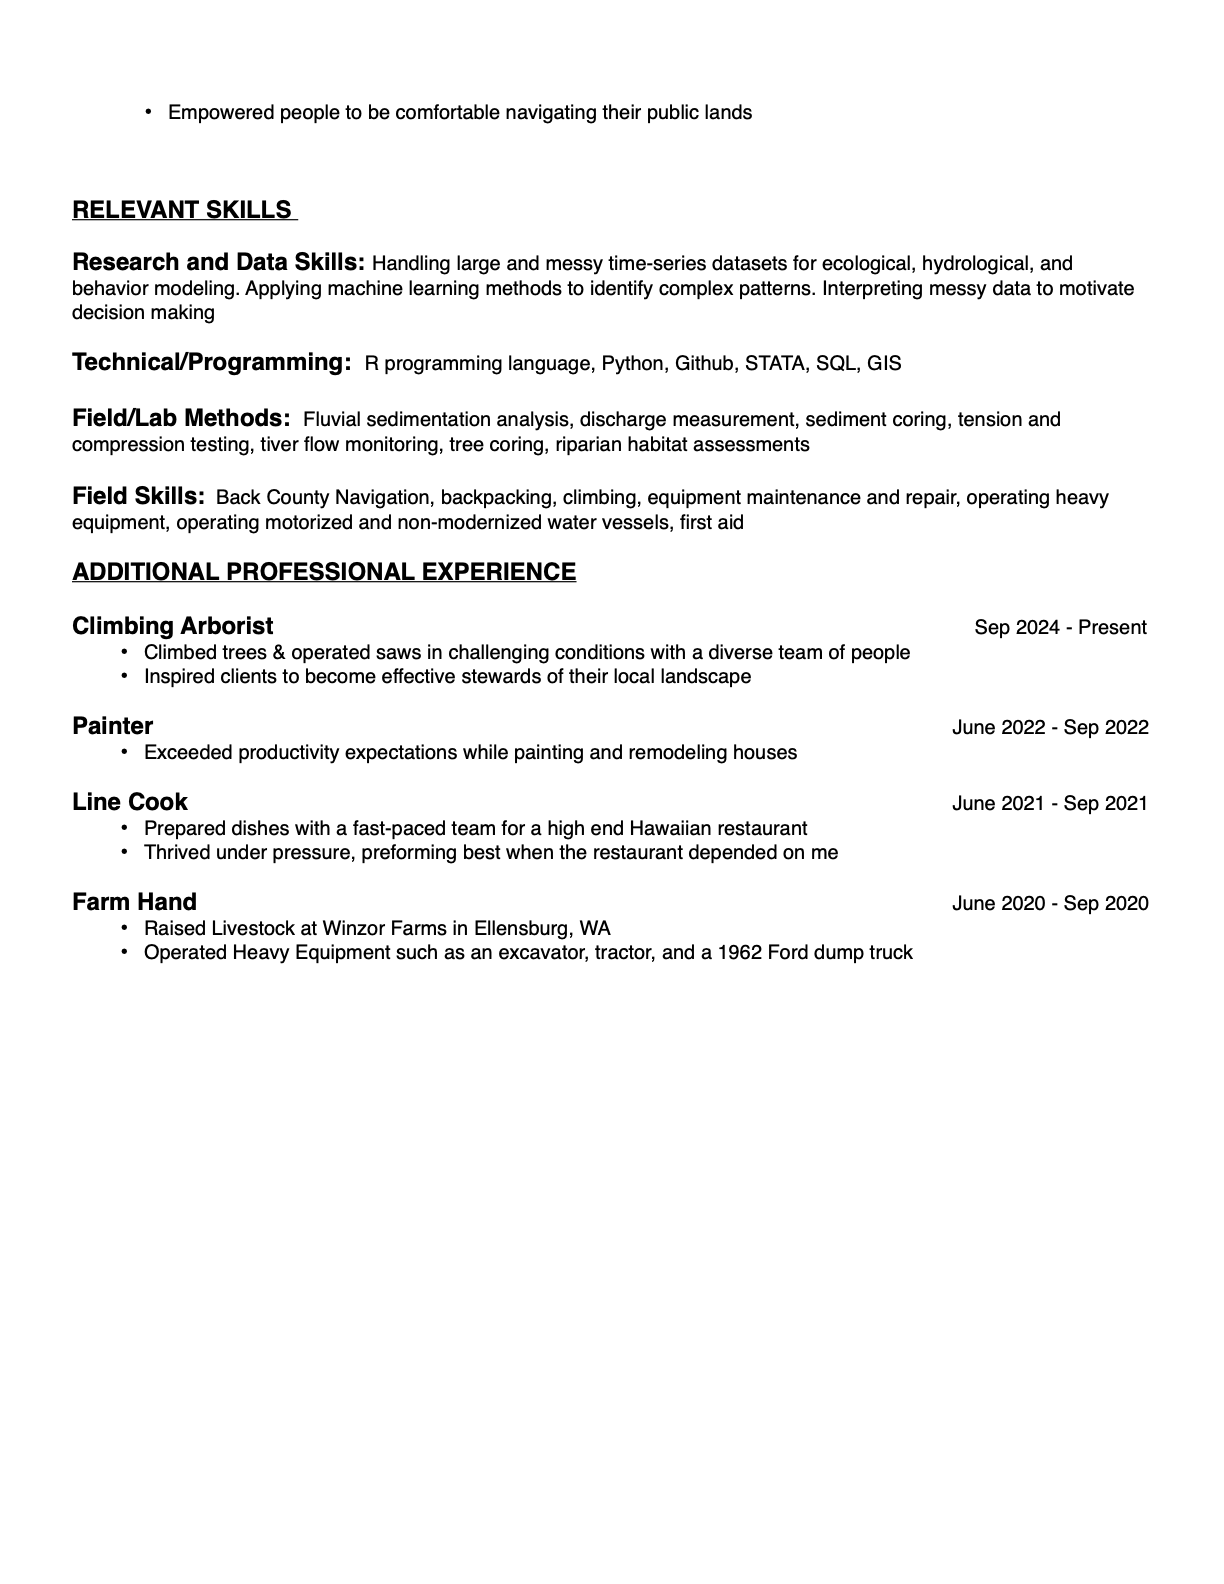 • Empowered people to be comfortable navigating their public lands
RELEVANT SKILLS
Research and Data Skills: Handling large and messy time-series datasets for ecological, hydrological, and
behavior modeling. Applying machine learning methods to identify complex patterns. Interpreting messy data to motivate
decision making
Technical/Programming: R programming language, Python, Github, STATA, SQL, GIS
Field/Lab Methods: Fluvial sedimentation analysis, discharge measurement, sediment coring, tension and
compression testing, tiver flow monitoring, tree coring, riparian habitat assessments
Field Skills: Back County Navigation, backpacking, climbing, equipment maintenance and repair, operating heavy
equipment, operating motorized and non-modernized water vessels, first aid
ADDITIONAL PROFESSIONAL EXPERIENCE
Climbing Arborist Sep 2024 - Present
• Climbed trees & operated saws in challenging conditions with a diverse team of people
• Inspired clients to become effective stewards of their local landscape
Painter June 2022 - Sep 2022
• Exceeded productivity expectations while painting and remodeling houses
Line Cook June 2021 - Sep 2021
• Prepared dishes with a fast-paced team for a high end Hawaiian restaurant
• Thrived under pressure, preforming best when the restaurant depended on me
Farm Hand June 2020 - Sep 2020
• Raised Livestock at Winzor Farms in Ellensburg, WA
• Operated Heavy Equipment such as an excavator, tractor, and a 1962 Ford dump truck